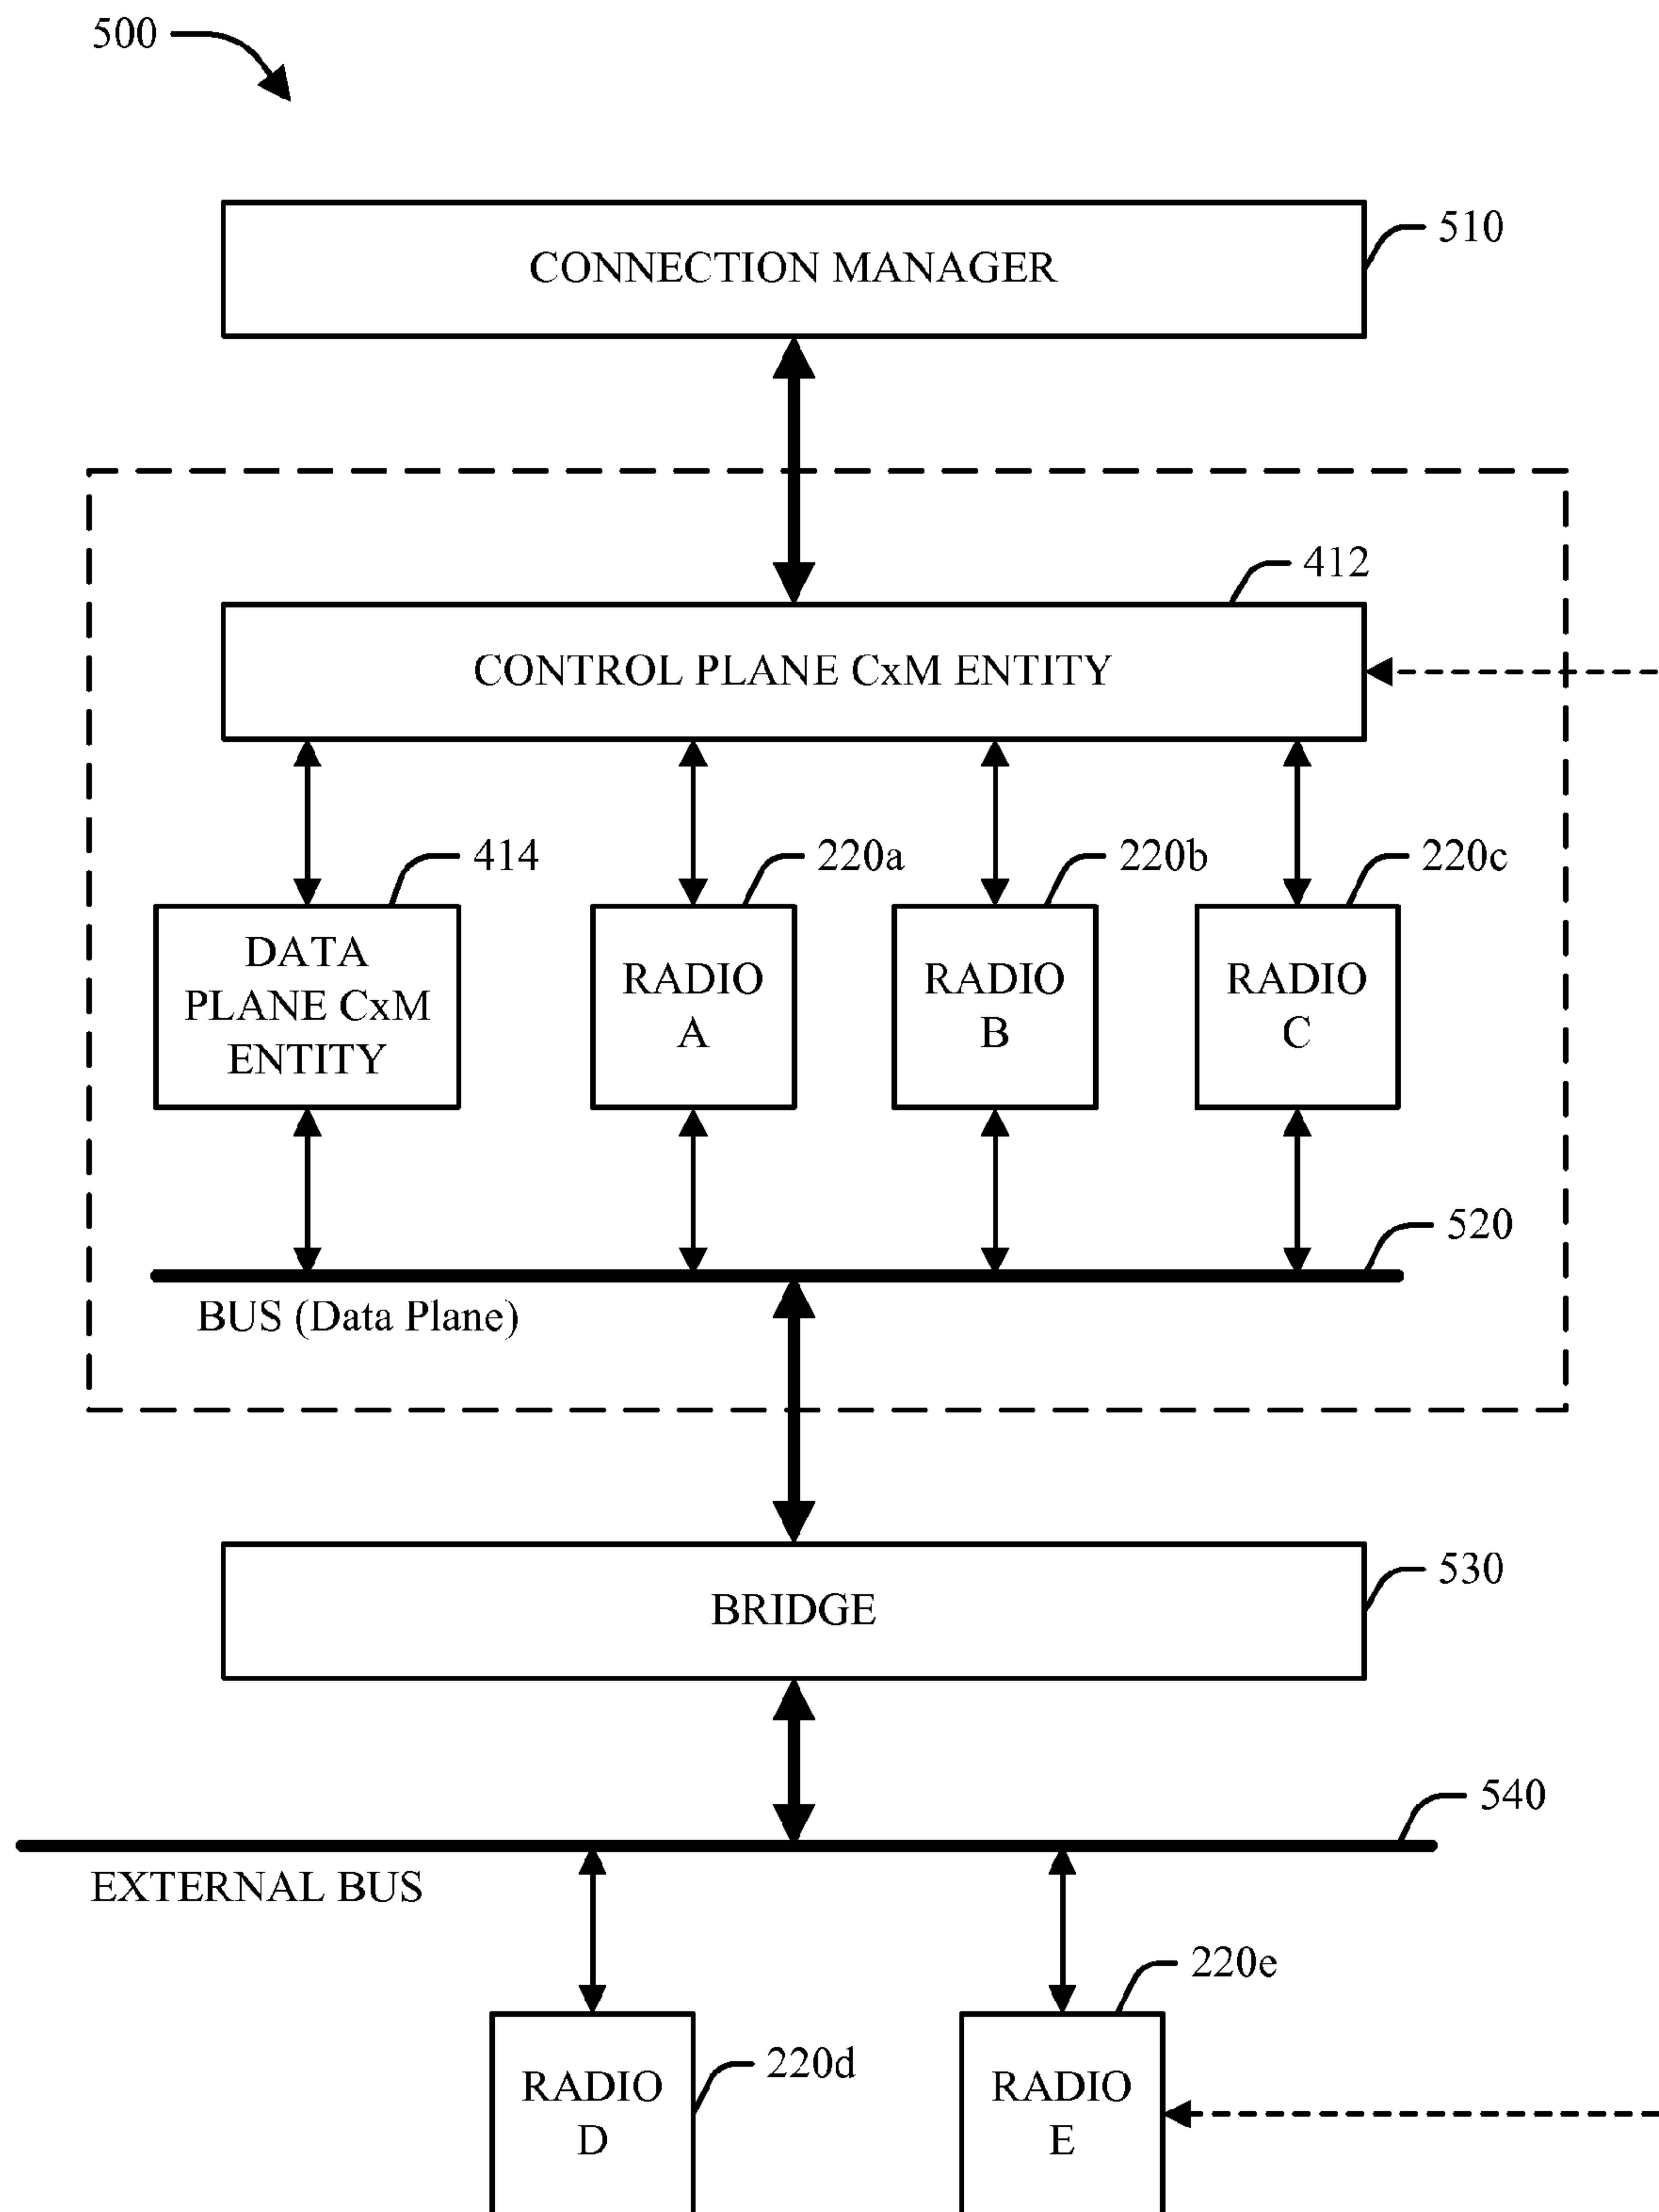 500
510
CONNECTION MANAGER
412
CONTROL PLANE CxM ENTITY
414
220a
220b
220c
DATA
PLANE CxM
ENTITY
RADIO
A
RADIO
B
RADIO
C
520
BUS (Data Plane)
530
BRIDGE
540
EXTERNAL BUS
220e
220d
RADIO
D
RADIO
E